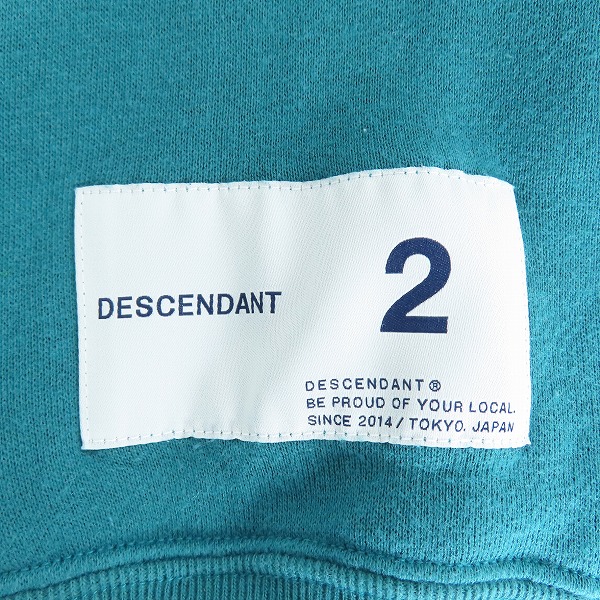 DESCENDANT
2
DESCENDANT®
BE PROUD OF YOUR LOCAL.
SINCE 2014 / TOKYO. JAPAN